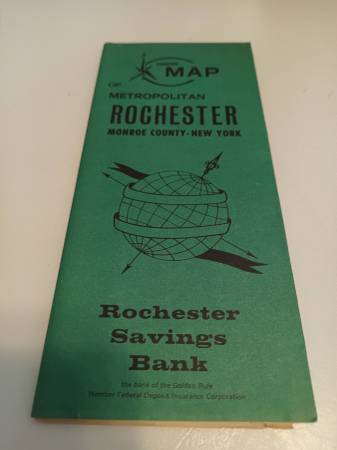 MAP
OF
METROPOLITAN
ROCHESTER
MONROE COUNTY-NEW YORK
Rochester
Savings
Bank
the bank of the Golden Rule
Member Federal Deposit Insurance Corporation